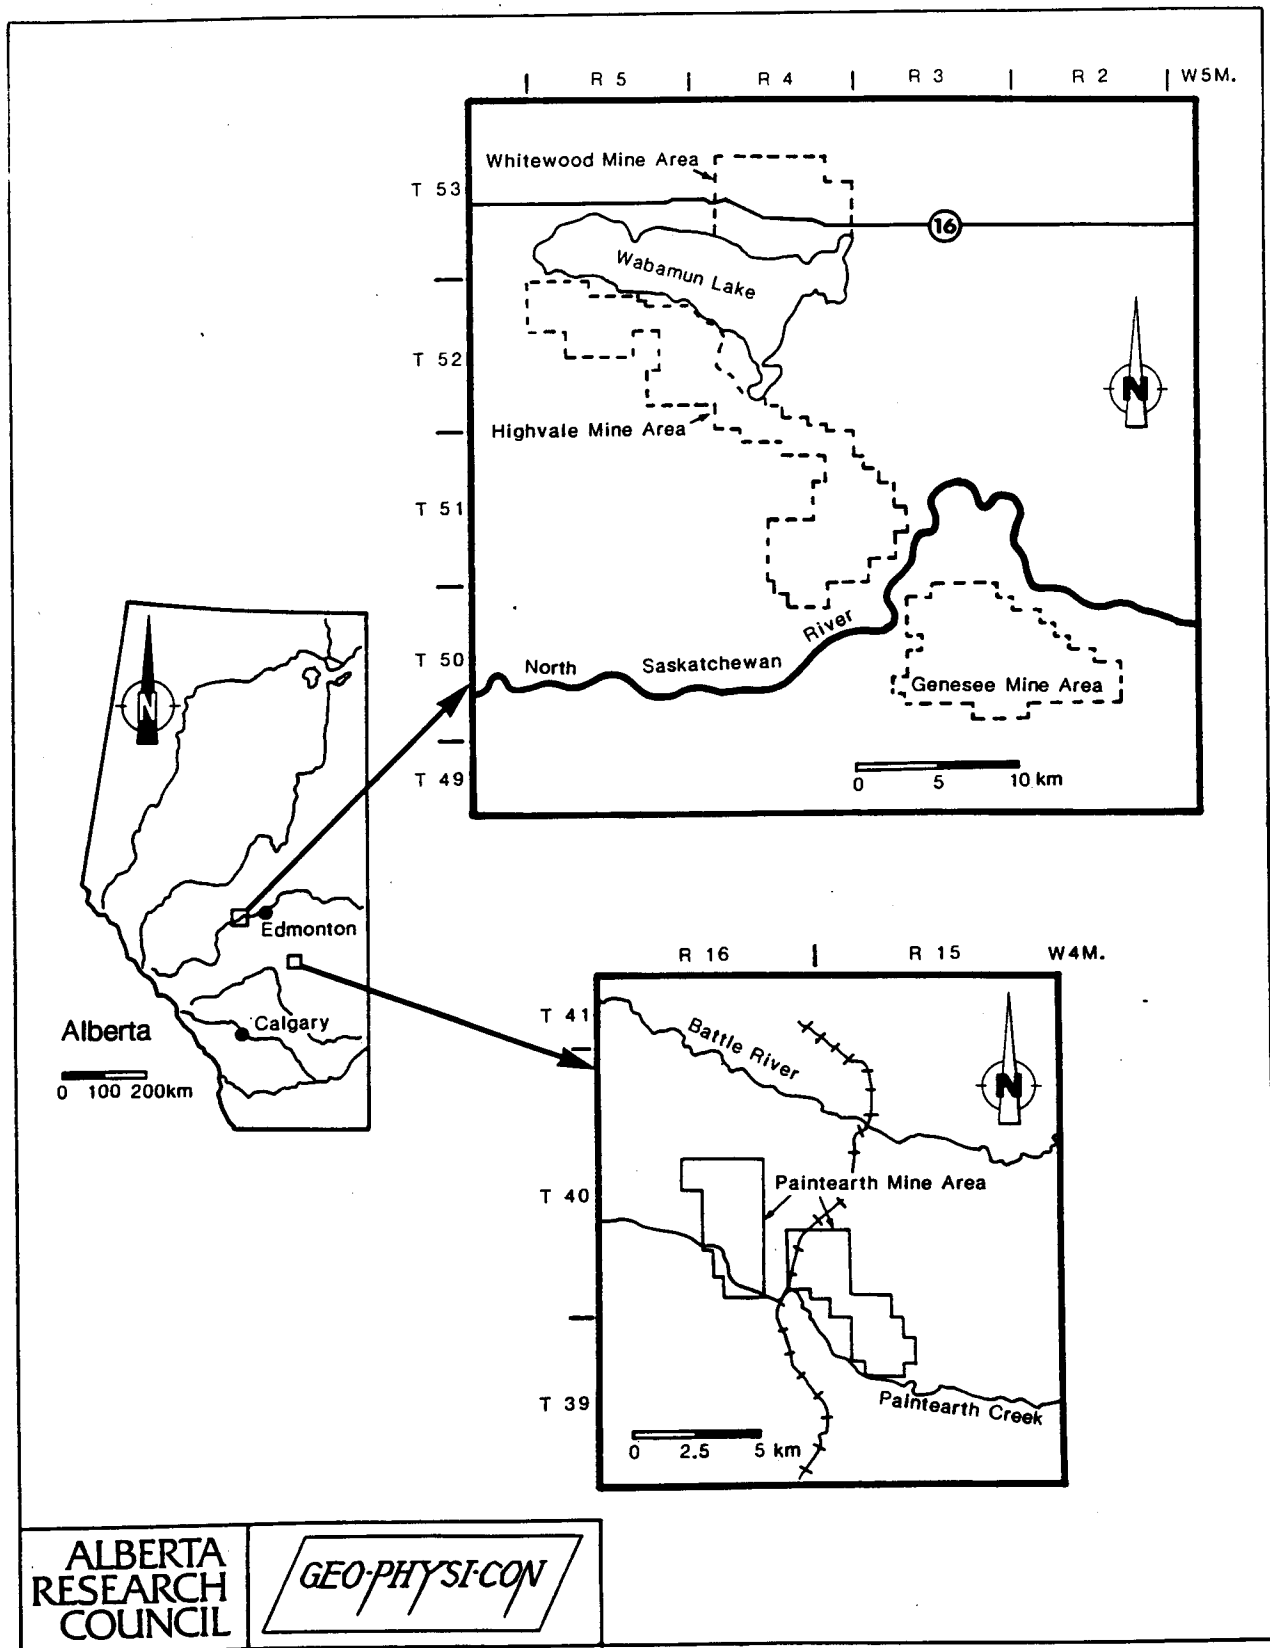 R 5 R 4 R 3 R 2 W5M.
Whitewood Mine Area
T 53
16
Wabamun Lake
T 52
N
Highvale Mine Area
T 51
River
T 50
North Saskatchewan
Genesee Mine Area
T 49
0 5 10 km
N
Edmonton
Calgary
Alberta
0 100 200km
R 16 R 15 W4M.
T 41
Battle River
N
T 40
Paintearth Mine Area
T 39
Paintearth Creek
0 2.5 5 km
ALBERTA
RESEARCH
COUNCIL
GEO-PHYSI-CON